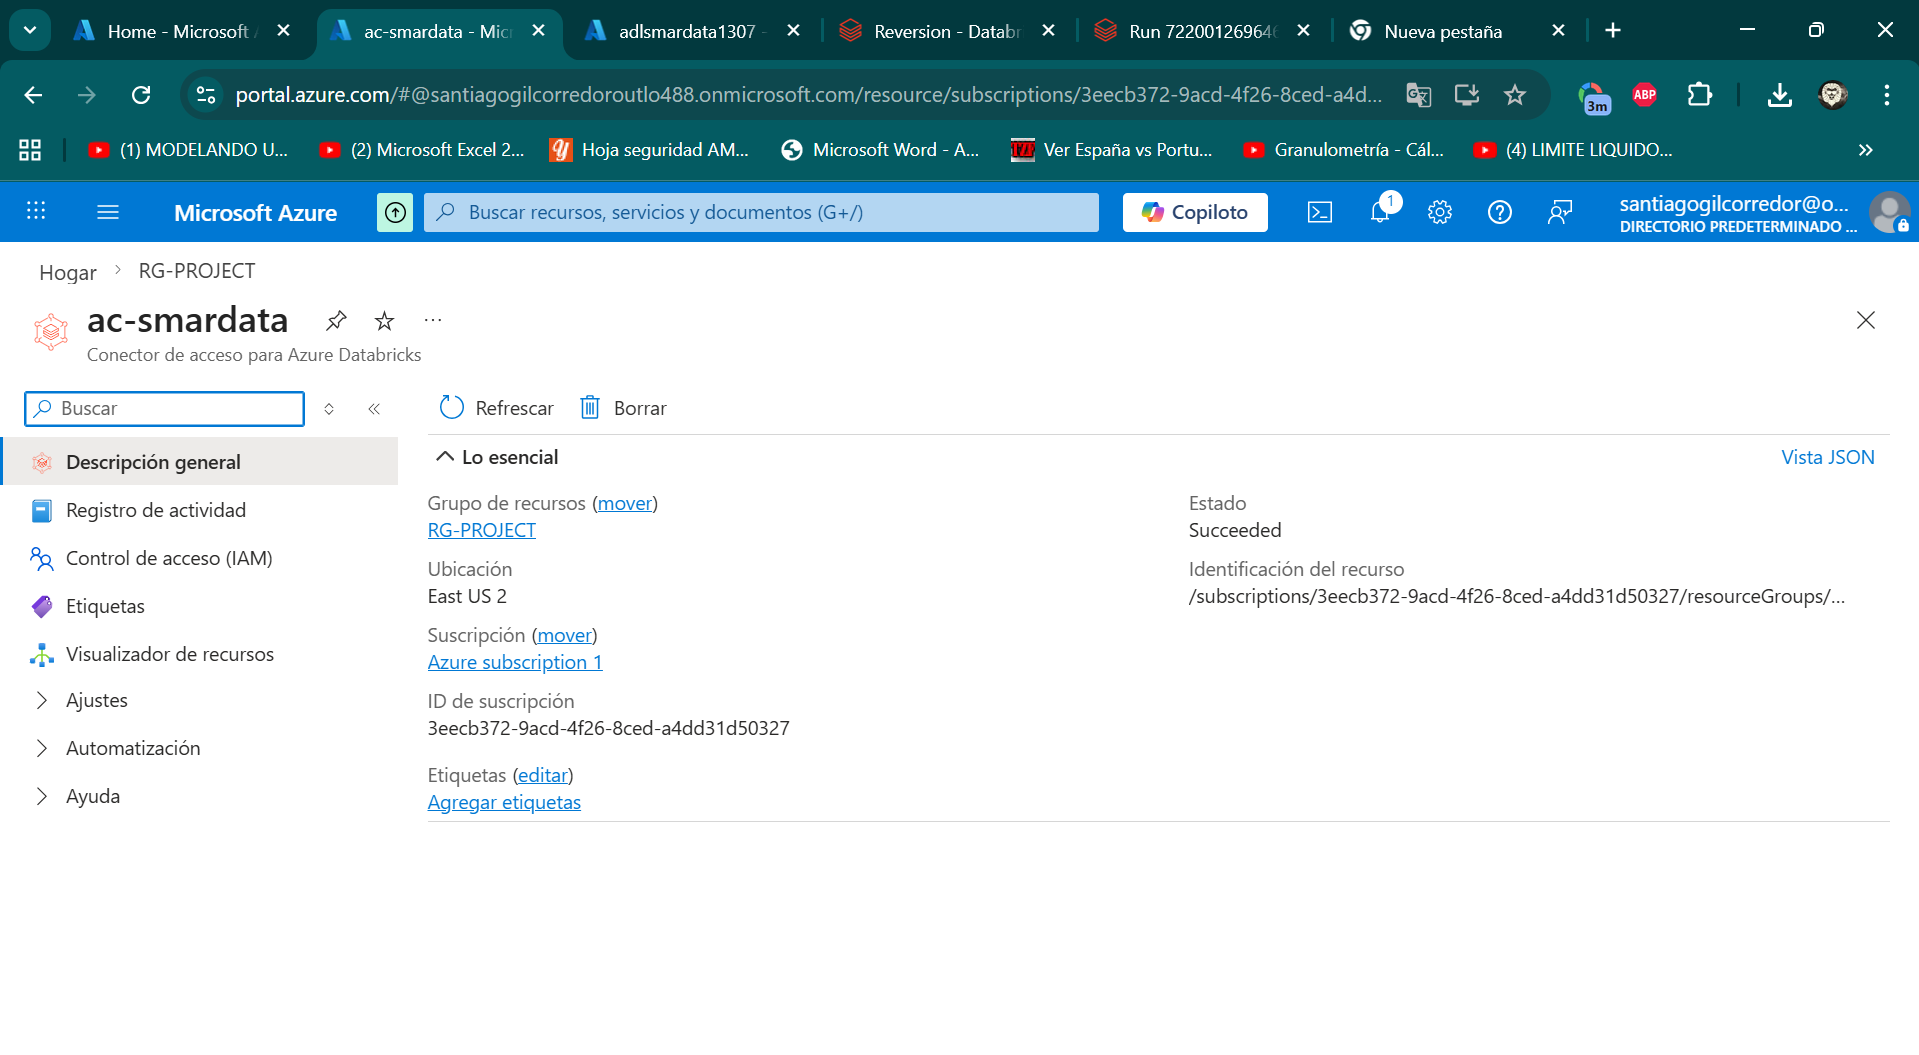 Home - Microsoft A
ac-smardata - Micr
adlsmardata1307 -
Reversion - Databri
Run 722001269646
Nueva pestaña
portal.azure.com/#@santiagogilcorredoroutlo488.onmicrosoft.com/resource/subscriptions/3eecb372-9acd-4f26-8ced-a4d...
3m
ABP
(1) MODELANDO U...
(2) Microsoft Excel 2...
Hoja seguridad AM...
Microsoft Word - A...
Ver España vs Portu...
Granulometría - Cál...
(4) LIMITE LIQUIDO...
Microsoft Azure
Buscar recursos, servicios y documentos (G+/)
Copiloto
1
santiagogilcorredor@o...
DIRECTORIO PREDETERMINADO ...
Hogar
RG-PROJECT
ac-smardata
Conector de acceso para Azure Databricks
Buscar
Refrescar
Borrar
Descripción general
Registro de actividad
Control de acceso (IAM)
Etiquetas
Visualizador de recursos
Ajustes
Automatización
Ayuda
Lo esencial
Vista JSON
Grupo de recursos (mover)
RG-PROJECT
Ubicación
East US 2
Suscripción (mover)
Azure subscription 1
ID de suscripción
3eecb372-9acd-4f26-8ced-a4dd31d50327
Etiquetas (editar)
Agregar etiquetas
Estado
Succeeded
Identificación del recurso
/subscriptions/3eecb372-9acd-4f26-8ced-a4dd31d50327/resourceGroups/...